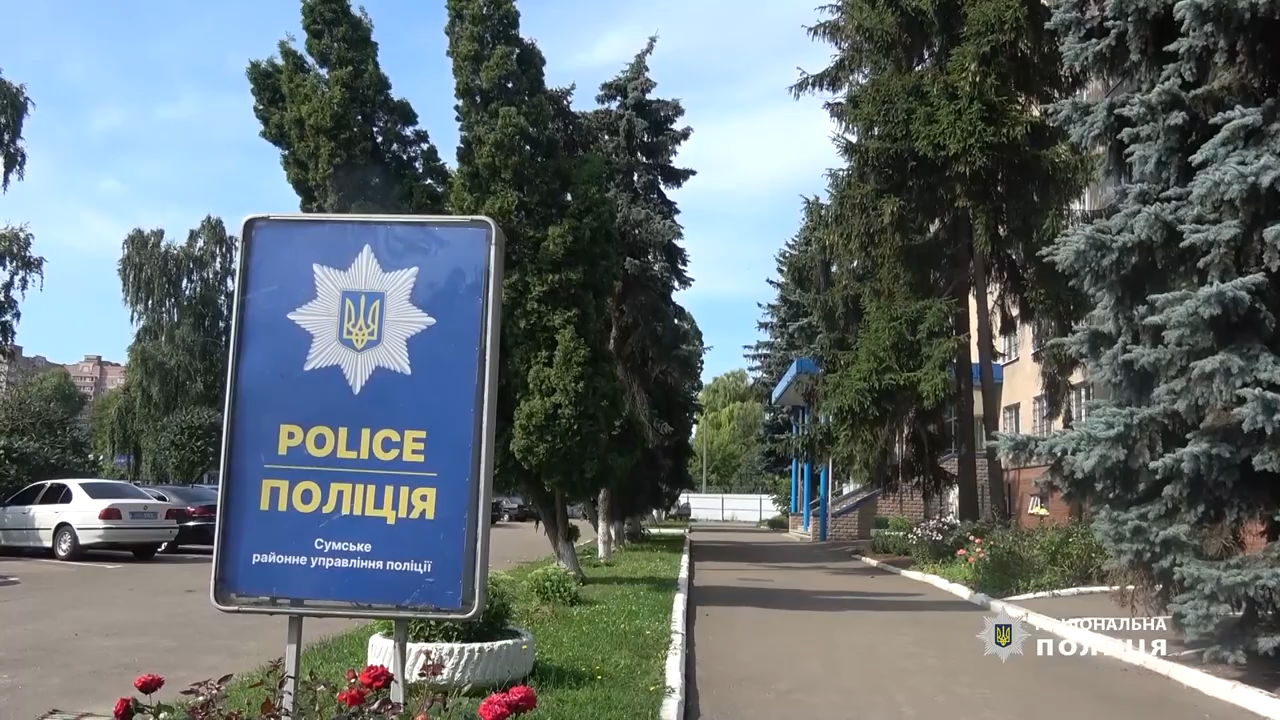 POLICE
ПОЛІЦІЯ
Сумське
районне управління поліції
НАЦІОНАЛЬНА
ПОЛІЦІЯ